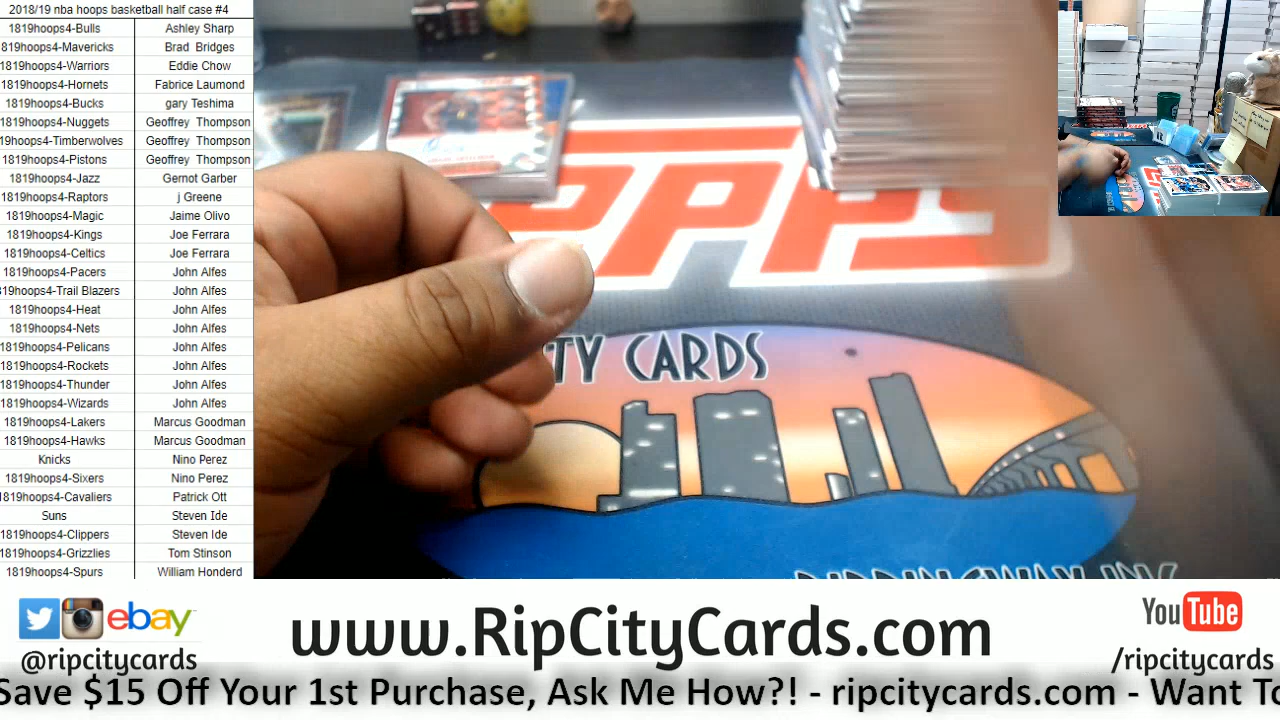 2018/19 nba hoops basketball half case #4
1819hoops4-Bulls Ashley Sharp
819hoops4-Mavericks Brad Bridges
1819hoops4-Warriors Eddie Chow
1819hoops4-Hornets Fabrice Laumond
1819hoops4-Bucks gary Teshima
1819hoops4-Nuggets Geoffrey Thompson
19hoops4-Timberwolves Geoffrey Thompson
1819hoops4-Pistons Geoffrey Thompson
1819hoops4-Jazz Gernot Garber
1819hoops4-Raptors j Greene
1819hoops4-Magic Jaime Olivo
1819hoops4-Kings Joe Ferrara
1819hoops4-Celtics Joe Ferrara
1819hoops4-Pacers John Alfes
319hoops4-Trail Blazers John Alfes
1819hoops4-Heat John Alfes
1819hoops4-Nets John Alfes
1819hoops4-Pelicans John Alfes
1819hoops4-Rockets John Alfes
1819hoops4-Thunder John Alfes
1819hoops4-Wizards John Alfes
1819hoops4-Lakers Marcus Goodman
1819hoops4-Hawks Marcus Goodman
Knicks Nino Perez
1819hoops4-Sixers Nino Perez
1819hoops4-Cavaliers Patrick Ott
Suns Steven Ide
1819hoops4-Clippers Steven Ide
1819hoops4-Grizzlies Tom Stinson
1819hoops4-Spurs William Honderd
TOPPS
CITY CARDS
ebay
@ripcitycards
www.RipCityCards.com
YouTube
/ripcitycards
Save $15 Off Your 1st Purchase, Ask Me How?! - ripcitycards.com - Want To